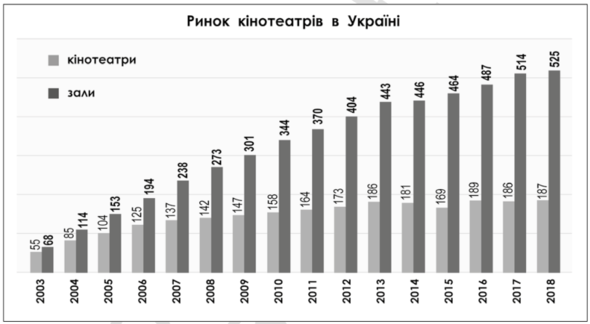 Ринок кінотеатрів в Україні
кінотеатри
зали
55 68 85 114 104 153 125 194 137 238 142 273 147 301 158 344 164 370 173 404 186 443 181 446 169 464 189 487 186 514 187 525
2003 2004 2005 2006 2007 2008 2009 2010 2011 2012 2013 2014 2015 2016 2017 2018